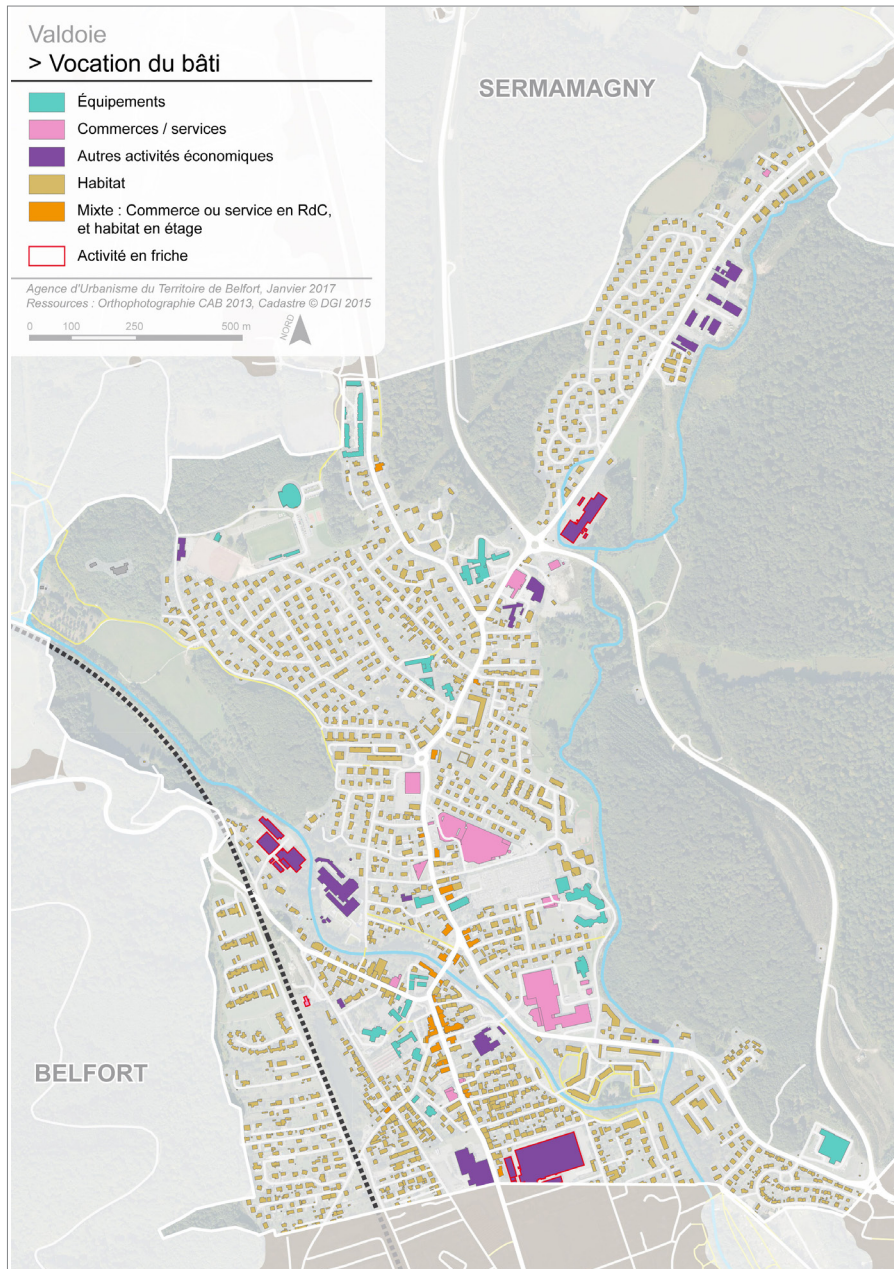 Valdoie
> Vocation du bâti
Équipements
Commerces / services
Autres activités économiques
Habitat
Mixte : Commerce ou service en RdC,
et habitat en étage
Activité en friche
Agence d'Urbanisme du Territoire de Belfort, Janvier 2017
Ressources : Orthophotographie CAB 2013, Cadastre © DGI 2015
0 100 250 500 m
NORD
SERMAMAGNY
BELFORT